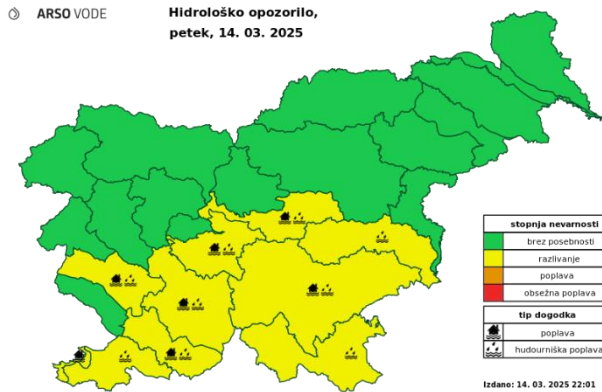 ARSO VODE
Hidrološko opozorilo,
petek, 14. 03. 2025
stopnja nevarnosti
brez posebnosti
razlivanje
poplava
obsežna poplava
tip dogodka
poplava
hudourniška poplava
Izdano: 14. 03. 2025 22:01